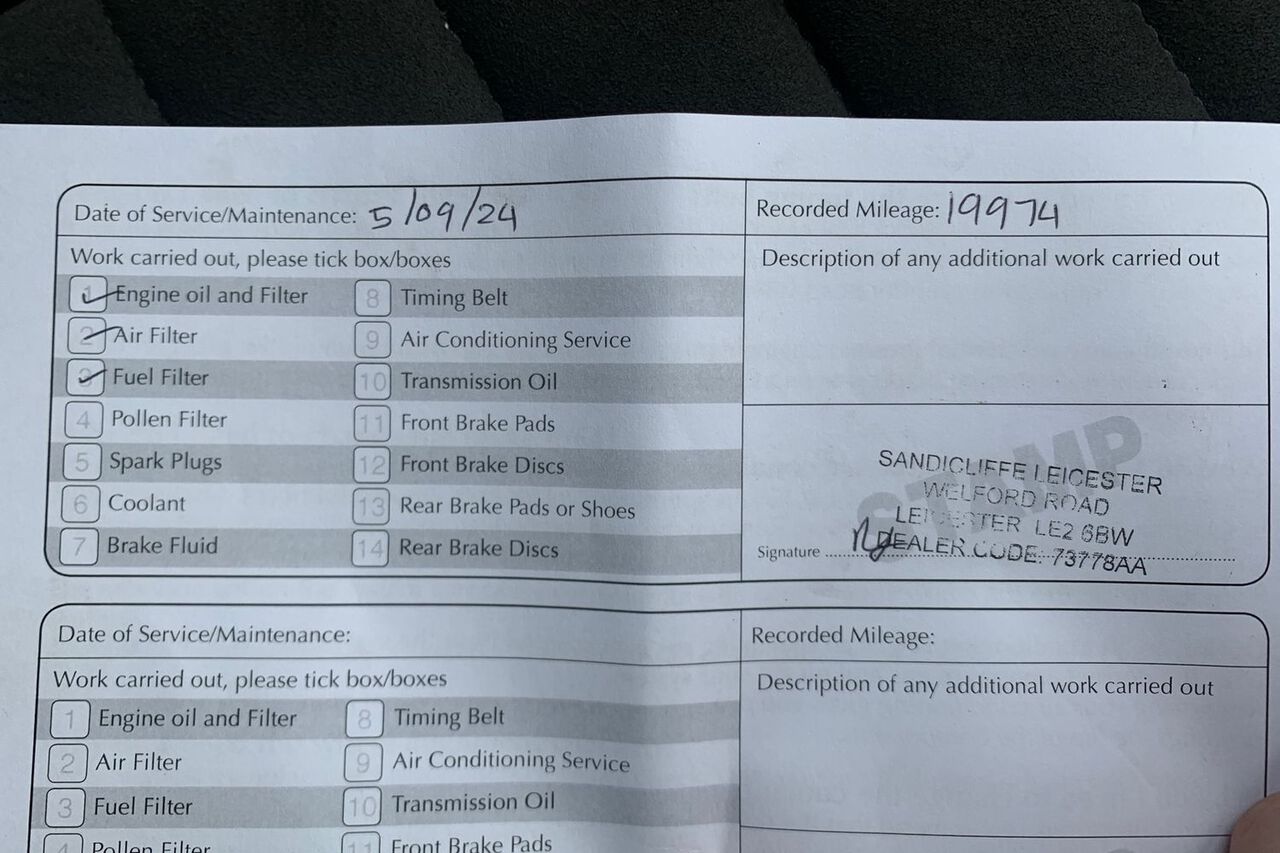 Date of Service/Maintenance: 5/09/24
Recorded Mileage: 19974
Work carried out, please tick box/boxes
1 Engine oil and Filter
2 Air Filter
3 Fuel Filter
4 Pollen Filter
5 Spark Plugs
6 Coolant
7 Brake Fluid
8 Timing Belt
9 Air Conditioning Service
10 Transmission Oil
11 Front Brake Pads
12 Front Brake Discs
13 Rear Brake Pads or Shoes
14 Rear Brake Discs
Description of any additional work carried out
STAMP
SANDICLIFFE LEICESTER
WELFORD ROAD
LEICESTER LE2 6BW
DEALER CODE: 73778AA
Signature
Date of Service/Maintenance:
Recorded Mileage:
Work carried out, please tick box/boxes
1 Engine oil and Filter
2 Air Filter
3 Fuel Filter
4 Pollen Filter
8 Timing Belt
9 Air Conditioning Service
10 Transmission Oil
11 Front Brake Pads
Description of any additional work carried out